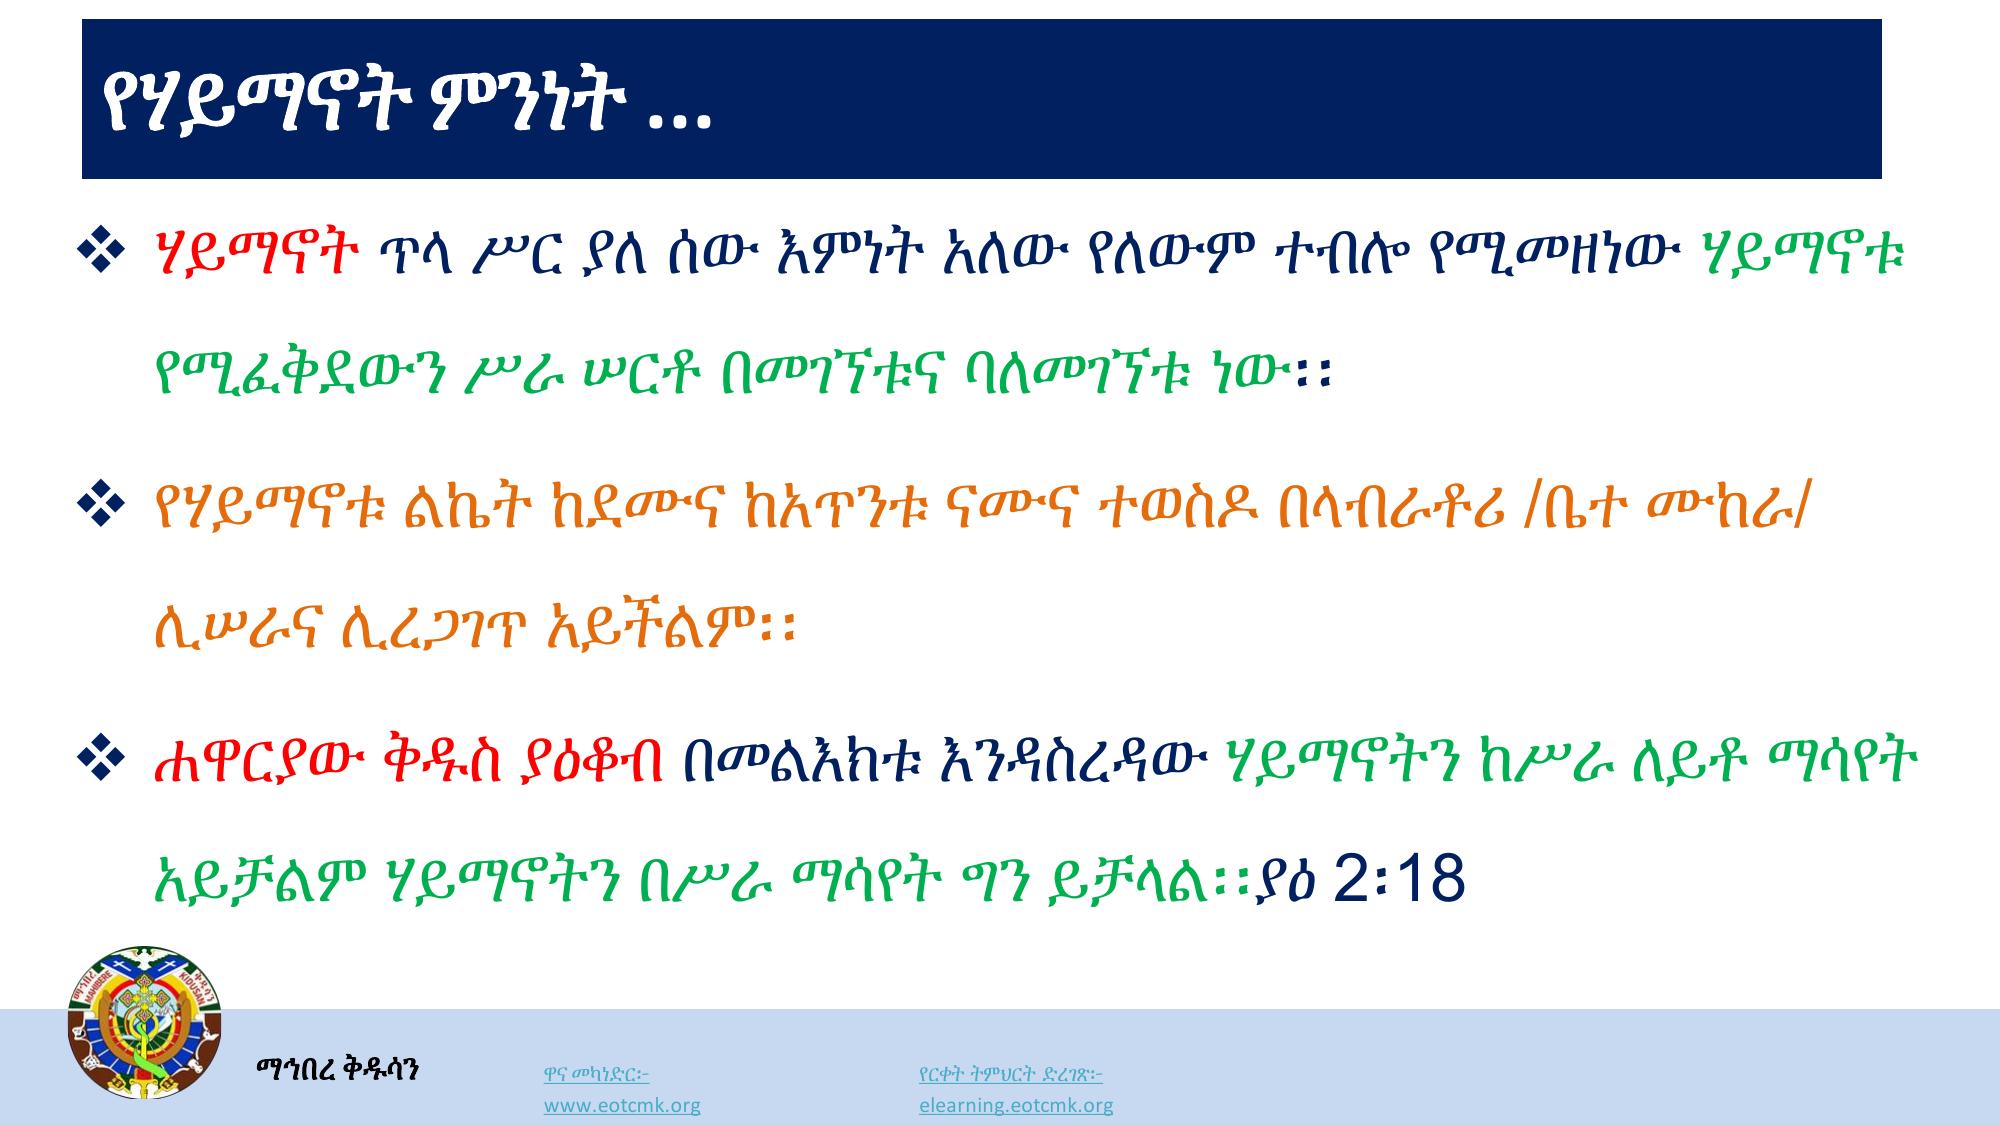 የሃይማኖት ምንነት ...
❖ ሃይማኖት ጥላ ሥር ያለ ሰው እምነት አለው የለውም ተብሎ የሚመዘነው ሃይማኖቱ
የሚፈቅደውን ሥራ ሠርቶ በመገኘቱና ባለመገኘቱ ነው፡፡
❖ የሃይማኖቱ ልኬት ከደሙና ከአጥንቱ ናሙና ተወስዶ በላብራቶሪ /ቤተ ሙከራ/
ሊሠራና ሊረጋገጥ አይችልም፡፡
❖ ሐዋርያው ቅዱስ ያዕቆብ በመልእክቱ እንዳስረዳው ሃይማኖትን ከሥራ ለይቶ ማሳየት
አይቻልም ሃይማኖትን በሥራ ማሳየት ግን ይቻላል፡፡ያዕ 2፡18
ማኅበረ ቅዱሳን
MAHIBERE KIDUSAN
ማኅበረ ቅዱሳን
ዋና መካነድር፡-
www.eotcmk.org
የርቀት ትምህርት ድረገጽ፡-
elearning.eotcmk.org